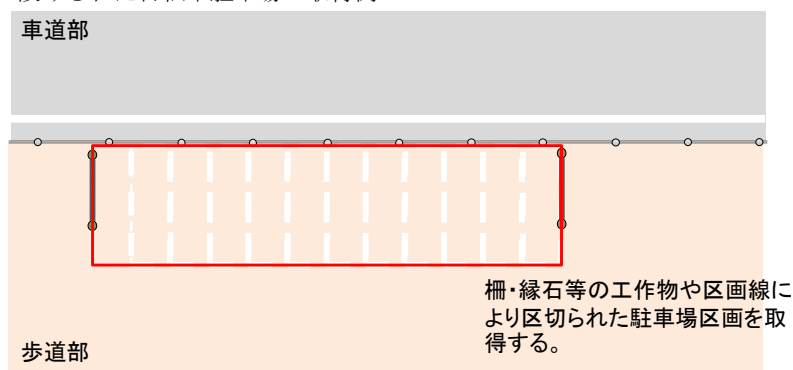 車道部
柵・縁石等の工作物や区画線に
より区切られた駐車場区画を取
得する。
歩道部